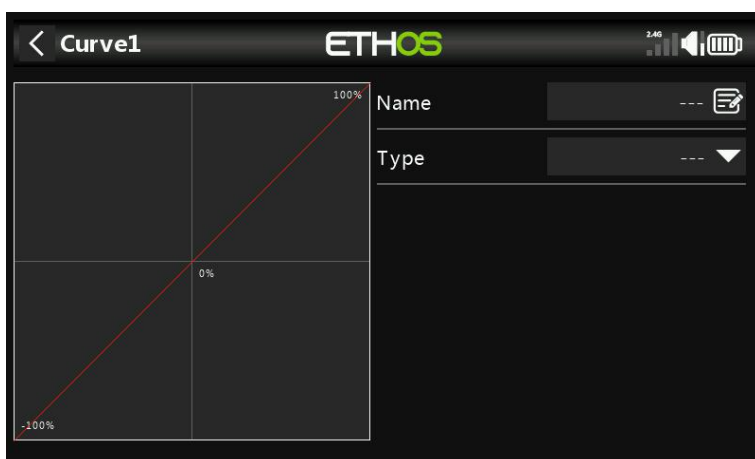 Curve1
ETHOS
2.4G
100%
0%
-100%
Name
---
Type
---